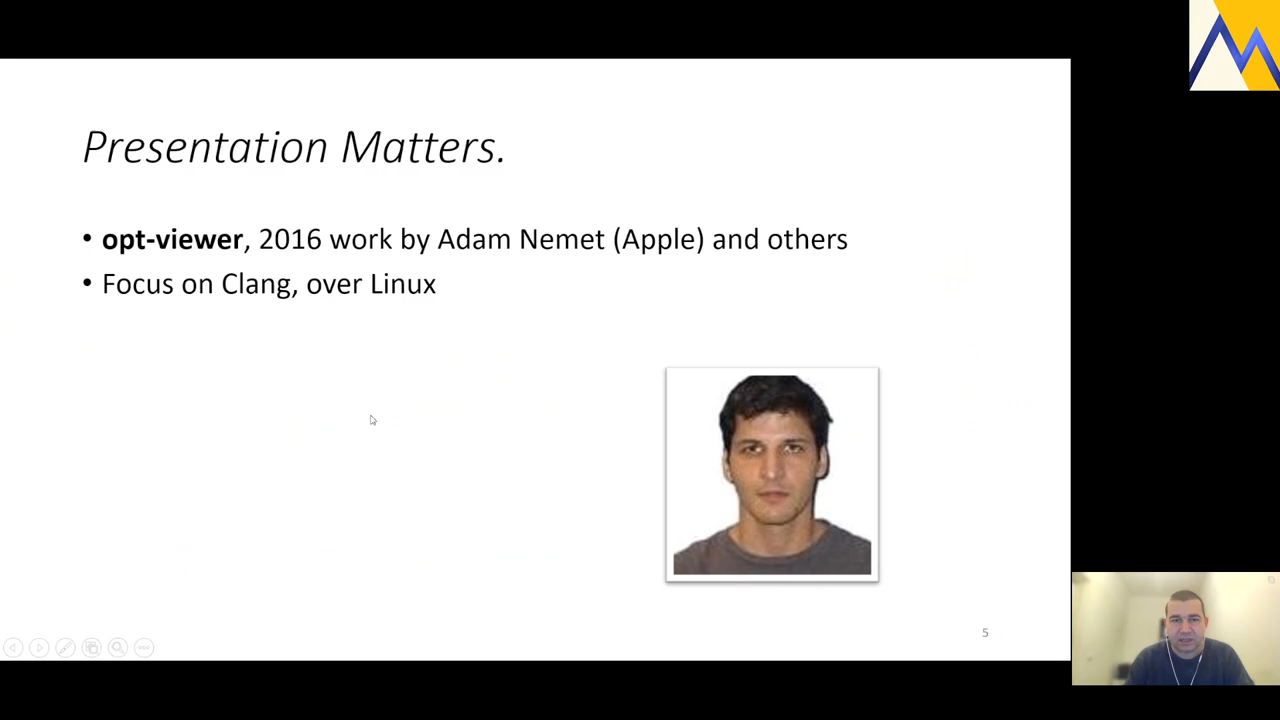 Presentation Matters.
• opt-viewer, 2016 work by Adam Nemet (Apple) and others
• Focus on Clang, over Linux
5